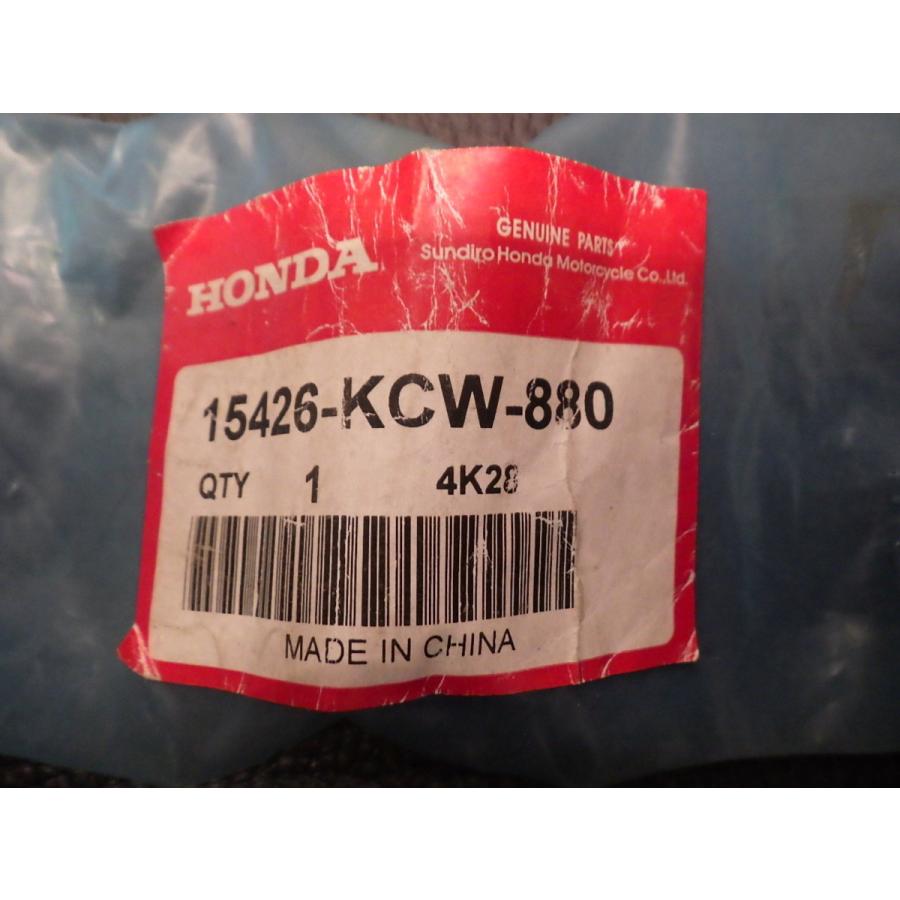 HONDA
GENUINE PARTS
Sundiro Honda Motorcycle Co.,Ltd.
15426-KCW-880
QTY 1 4K28
MADE IN CHINA